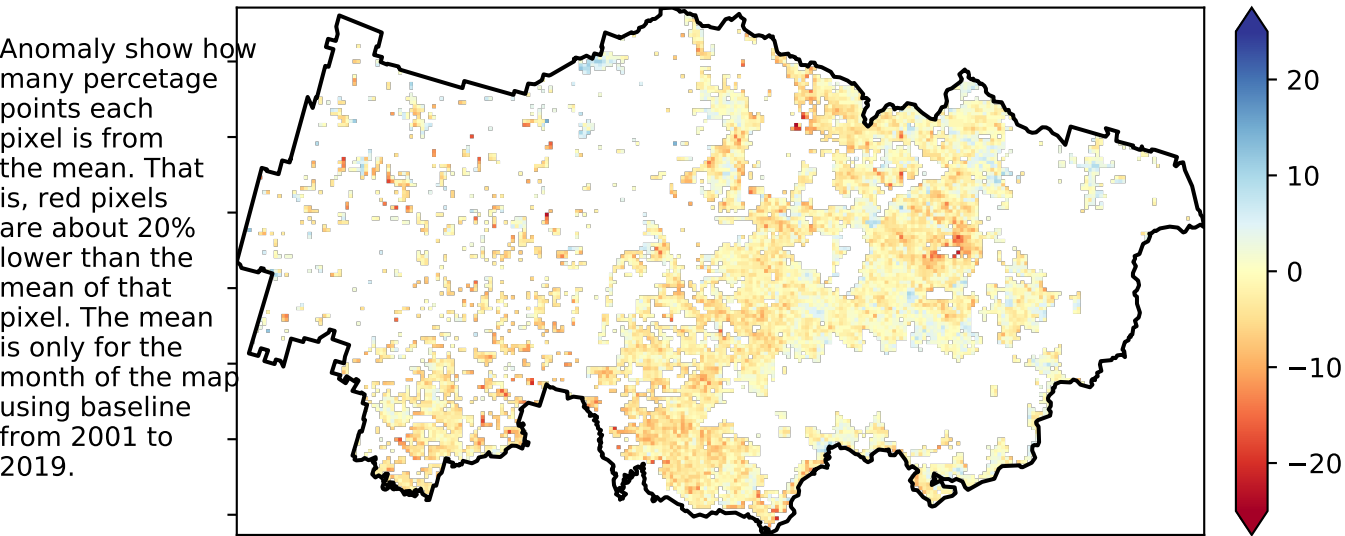 Anomaly show how
many percetage
points each
pixel is from
the mean. That
is, red pixels
are about 20%
lower than the
mean of that
pixel. The mean
is only for the
month of the map
using baseline
from 2001 to
2019.
20
10
0
−10
−20